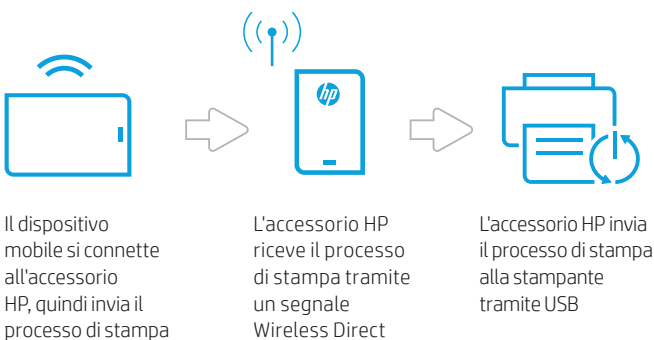 hp
Il dispositivo
mobile si connette
all'accessorio
HP, quindi invia il
processo di stampa
L'accessorio HP
riceve il processo
di stampa tramite
un segnale
Wireless Direct
L'accessorio HP invia
il processo di stampa
alla stampante
tramite USB